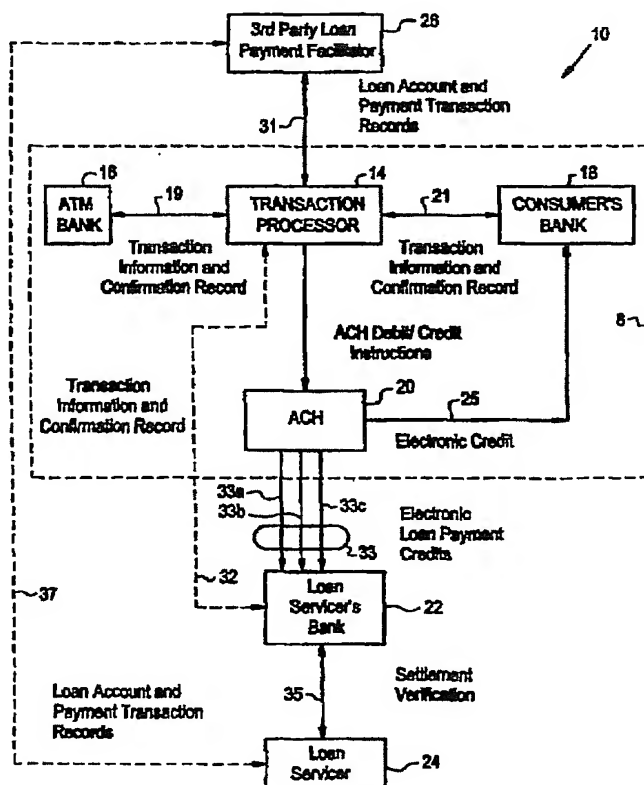 3rd Party Loan
Payment Facilitator
26
10
Loan Account and
Payment Transaction
Records
31
16
ATM
BANK
19
14
TRANSACTION
PROCESSOR
21
18
CONSUMER'S
BANK
Transaction
Information and
Confirmation Record
Transaction
Information and
Confirmation Record
8
ACH Debit/ Credit
Instructions
Transaction
Information and
Confirmation Record
20
ACH
25
Electronic Credit
33a
33b
33c
33
Electronic
Loan Payment
Credits
37
32
Loan
Servicer's
Bank
22
Loan Account and
Payment Transaction
Records
35
Settlement
Verification
Loan
Servicer
24